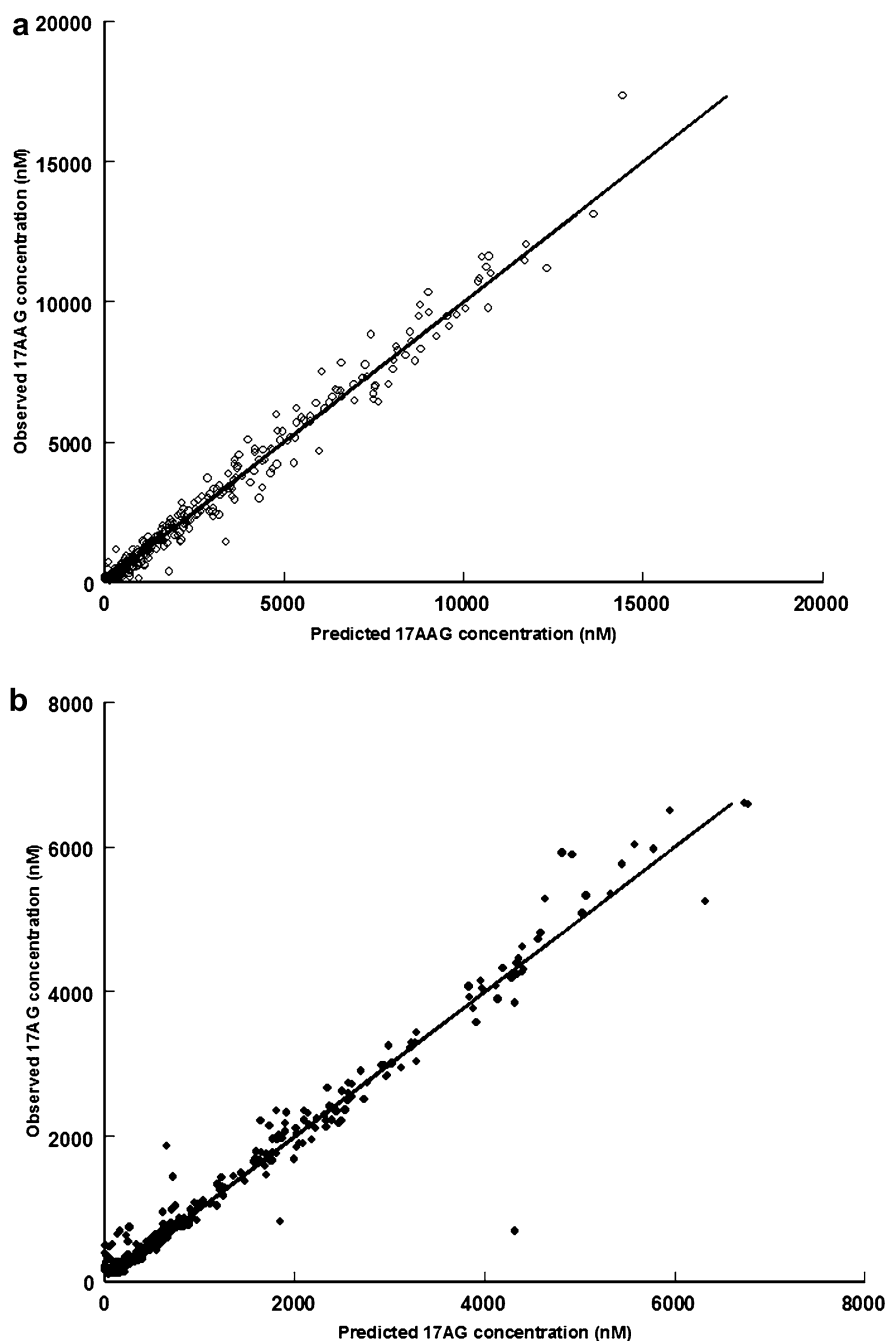 a
20000
15000
10000
5000
0
Observed 17AAG concentration (nM)
0 5000 10000 15000 20000
Predicted 17AAG concentration (nM)
b
8000
6000
4000
2000
0
Observed 17AG concentration (nM)
0 2000 4000 6000 8000
Predicted 17AG concentration (nM)